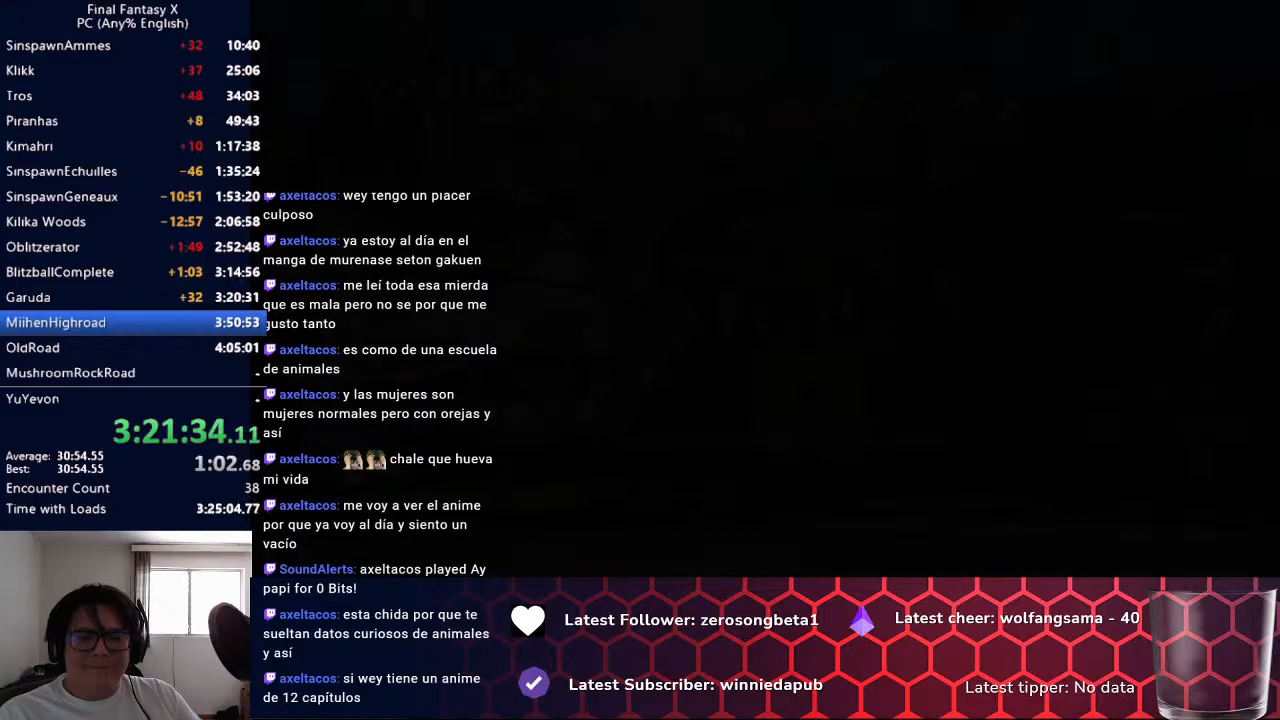 Final Fantasy X
PC (Any% English)
SinspawnAmmes +32 10:40
Klikk +37 25:06
Tros +48 34:03
Piranhas +8 49:43
Kimahri +10 1:17:38
SinspawnEchuilles −46 1:35:24
SinspawnGeneaux −10:51 1:53:20
Kilika Woods −12:57 2:06:58
Oblitzerator +1:49 2:52:48
BlitzballComplete +1:03 3:14:56
Garuda +32 3:20:31
MiihenHighroad 3:50:53
OldRoad 4:05:01
MushroomRockRoad -
YuYevon -
3:21:34.11
Average: 30:54.55
Best: 30:54.55
1:02.68
Encounter Count 38
Time with Loads 3:25:04.77
axeltacos: wey tengo un placer
culposo
axeltacos: ya estoy al día en el
manga de murenase seton gakuen
axeltacos: me leí toda esa mierda
que es mala pero no se por que me
gusto tanto
axeltacos: es como de una escuela
de animales
axeltacos: y las mujeres son
mujeres normales pero con orejas y
así
axeltacos: chale que hueva
mi vida
axeltacos: me voy a ver el anime
por que ya voy al día y siento un
vacío
SoundAlerts: axeltacos played Ay
papi for 0 Bits!
axeltacos: esta chida por que te
sueltan datos curiosos de animales
y así
axeltacos: si wey tiene un anime
de 12 capítulos
Latest Follower: zerosongbeta1
Latest cheer: wolfangsama - 40
Latest Subscriber: winniedapub
Latest tipper: No data